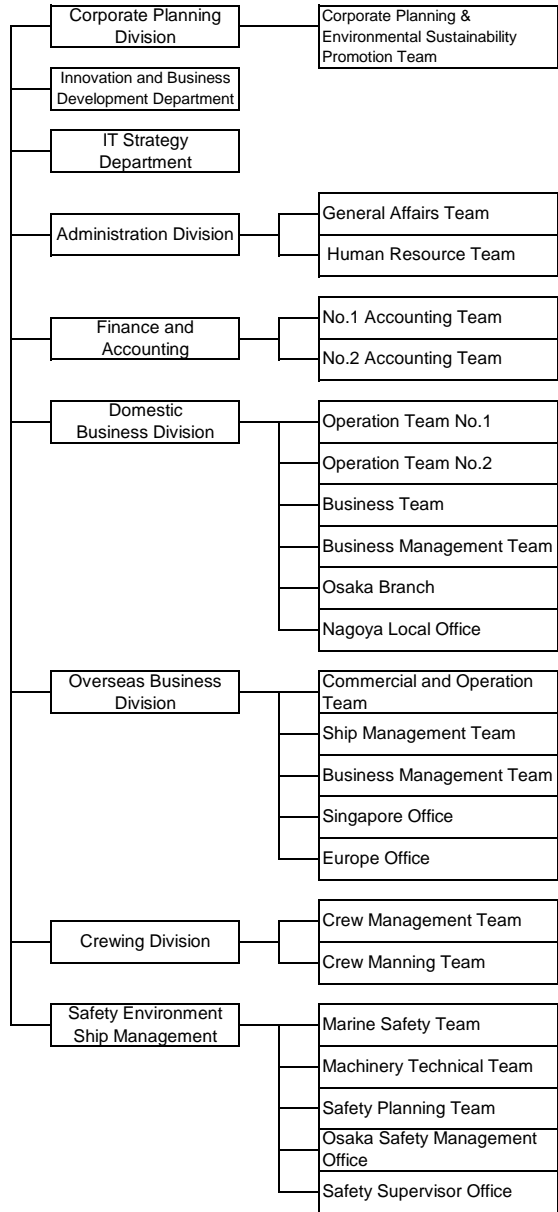 Corporate Planning
Division
Corporate Planning &
Environmental Sustainability
Promotion Team
Innovation and Business
Development Department
IT Strategy
Department
Administration Division
General Affairs Team
Human Resource Team
Finance and
Accounting
No.1 Accounting Team
No.2 Accounting Team
Domestic
Business Division
Operation Team No.1
Operation Team No.2
Business Team
Business Management Team
Osaka Branch
Nagoya Local Office
Overseas Business
Division
Commercial and Operation
Team
Ship Management Team
Business Management Team
Singapore Office
Europe Office
Crewing Division
Crew Management Team
Crew Manning Team
Safety Environment
Ship Management
Marine Safety Team
Machinery Technical Team
Safety Planning Team
Osaka Safety Management
Office
Safety Supervisor Office